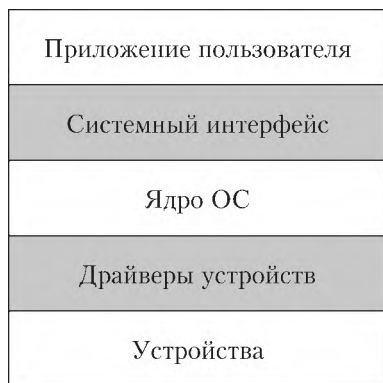 Приложение пользователя
Системный интерфейс
Ядро ОС
Драйверы устройств
Устройства